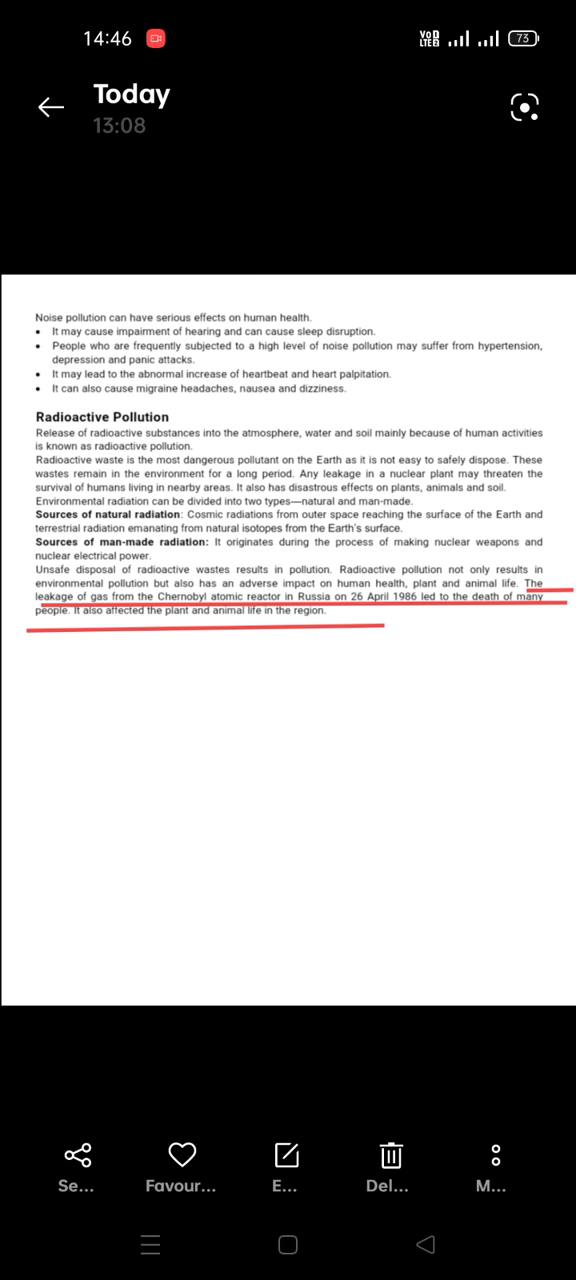 14:46
VoD LTE2
73
Today
13:08
Noise pollution can have serious effects on human health.
• It may cause impairment of hearing and can cause sleep disruption.
• People who are frequently subjected to a high level of noise pollution may suffer from hypertension,
depression and panic attacks.
• It may lead to the abnormal increase of heartbeat and heart palpitation.
• It can also cause migraine headaches, nausea and dizziness.
Radioactive Pollution
Release of radioactive substances into the atmosphere, water and soil mainly because of human activities
is known as radioactive pollution.
Radioactive waste is the most dangerous pollutant on the Earth as it is not easy to safely dispose. These
wastes remain in the environment for a long period. Any leakage in a nuclear plant may threaten the
survival of humans living in nearby areas. It also has disastrous effects on plants, animals and soil.
Environmental radiation can be divided into two types—natural and man-made.
Sources of natural radiation: Cosmic radiations from outer space reaching the surface of the Earth and
terrestrial radiation emanating from natural isotopes from the Earth's surface.
Sources of man-made radiation: It originates during the process of making nuclear weapons and
nuclear electrical power.
Unsafe disposal of radioactive wastes results in pollution. Radioactive pollution not only results in
environmental pollution but also has an adverse impact on human health, plant and animal life. The
leakage of gas from the Chernobyl atomic reactor in Russia on 26 April 1986 led to the death of many
people. It also affected the plant and animal life in the region.
Se...
Favour...
E...
Del...
M...